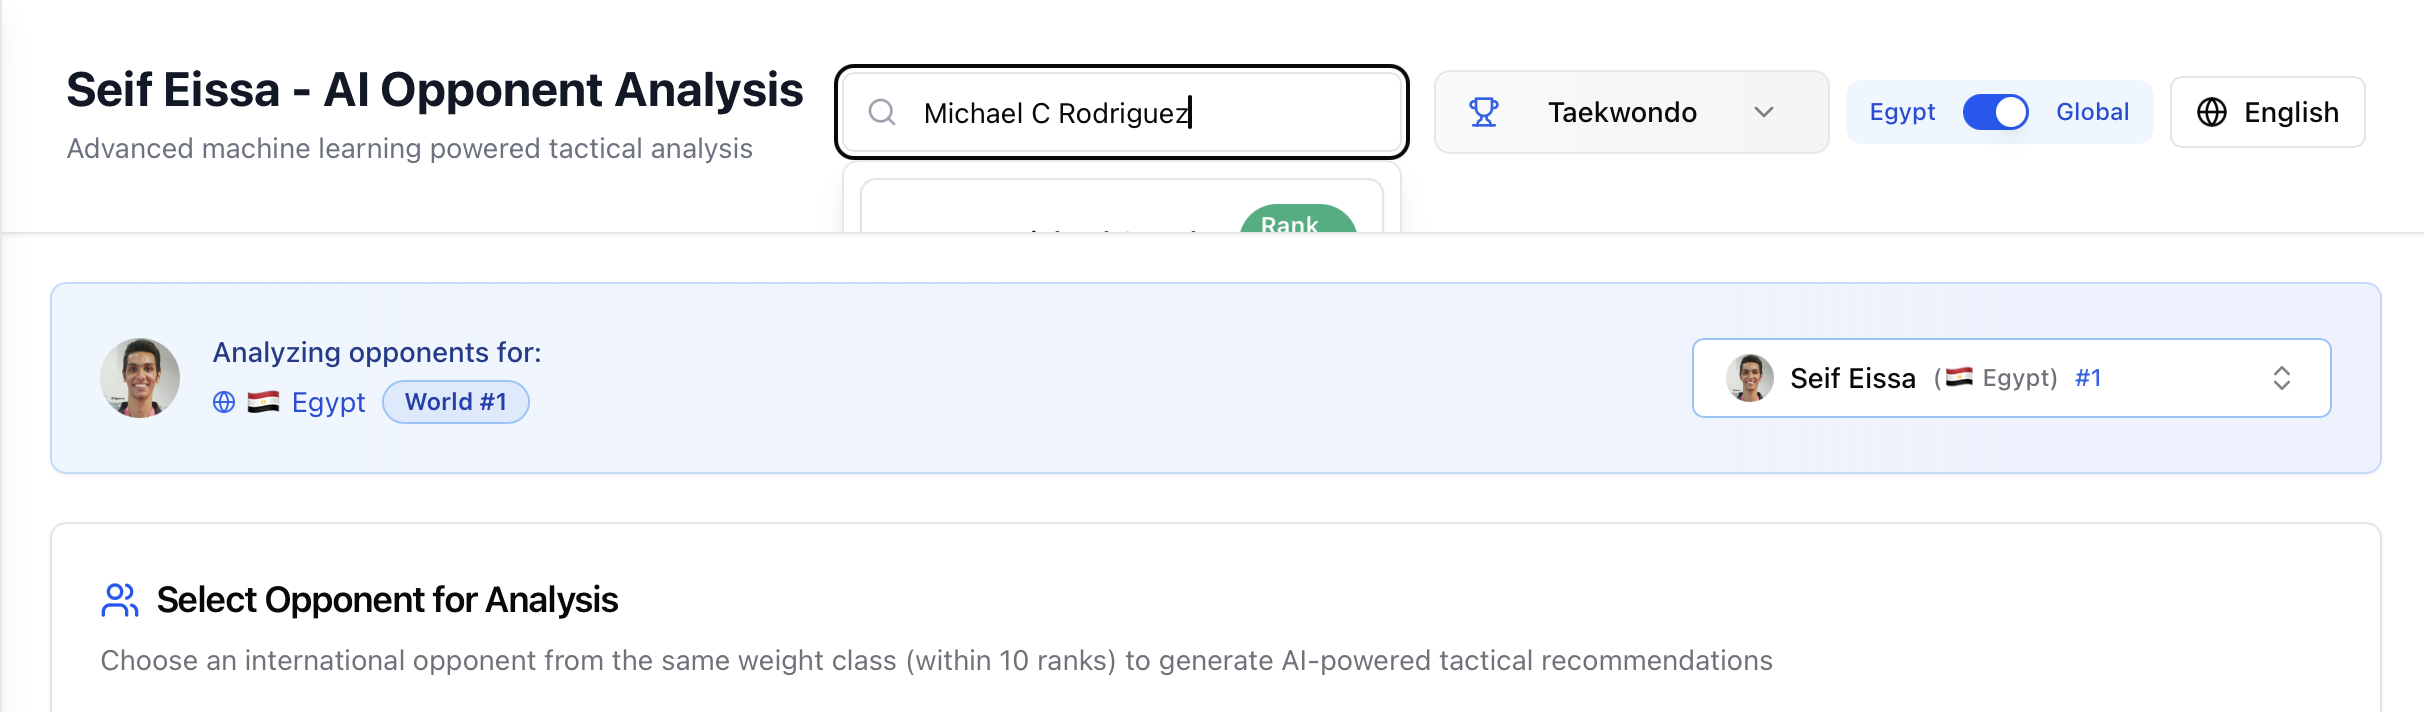 Seif Eissa - AI Opponent Analysis
Advanced machine learning powered tactical analysis
Michael C Rodriguez
Taekwondo
Egypt Global
English
Rank
Analyzing opponents for:
🇪🇬 Egypt World #1
Seif Eissa (🇪🇬 Egypt) #1
Select Opponent for Analysis
Choose an international opponent from the same weight class (within 10 ranks) to generate AI-powered tactical recommendations